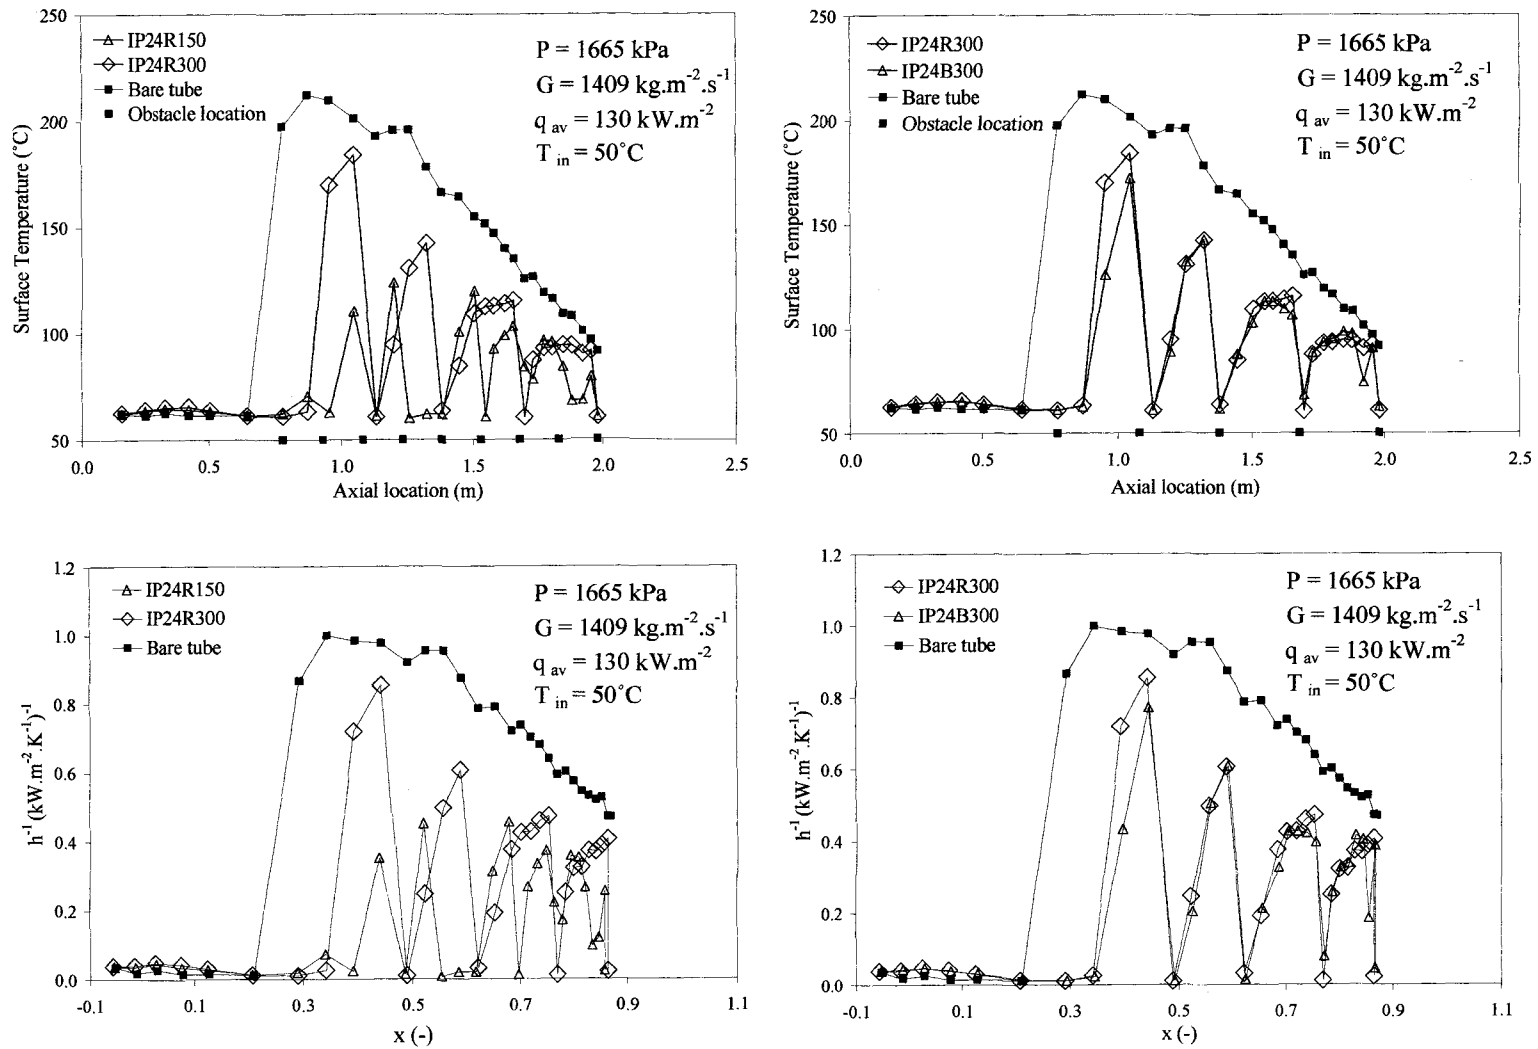 250
200
150
100
50
Surface Temperature (˚C)
IP24R150
IP24R300
Bare tube
Obstacle location
P = 1665 kPa
G = 1409 kg.m-2.s-1
q av = 130 kW.m-2
T in = 50˚C
0.0 0.5 1.0 1.5 2.0 2.5
Axial location (m)
250
200
150
100
50
Surface Temperature (˚C)
IP24R300
IP24B300
Bare tube
Obstacle location
P = 1665 kPa
G = 1409 kg.m-2.s-1
q av = 130 kW.m-2
T in = 50˚C
0.0 0.5 1.0 1.5 2.0 2.5
Axial location (m)
1.2
1.0
0.8
0.6
0.4
0.2
0.0
h-1 (kW.m-2.K-1)-1
IP24R150
IP24R300
Bare tube
P = 1665 kPa
G = 1409 kg.m-2.s-1
q av = 130 kW.m-2
T in = 50˚C
-0.1 0.1 0.3 0.5 0.7 0.9 1.1
x (-)
1.2
1.0
0.8
0.6
0.4
0.2
0.0
h-1 (kW.m-2.K-1)-1
IP24R300
IP24B300
Bare tube
P = 1665 kPa
G = 1409 kg.m-2.s-1
q av = 130 kW.m-2
T in = 50˚C
-0.1 0.1 0.3 0.5 0.7 0.9 1.1
x (-)